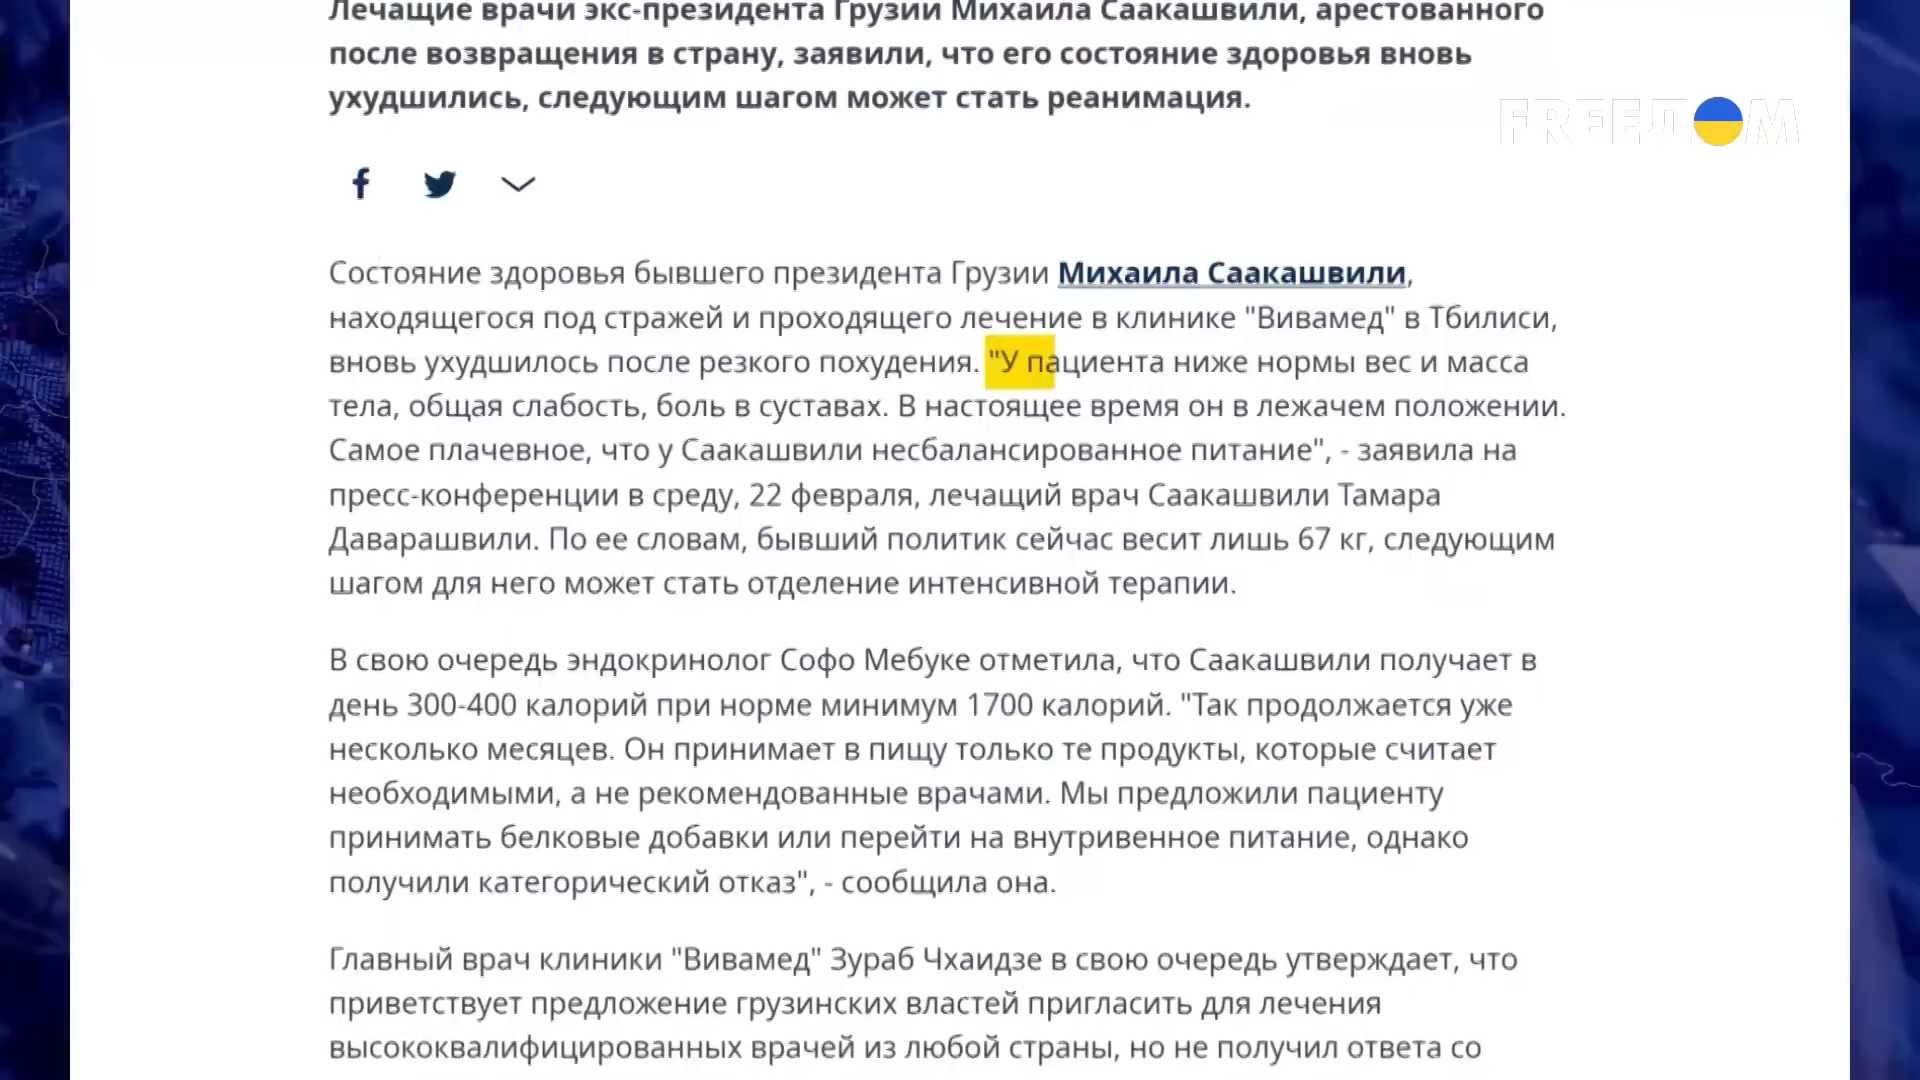 Лечащие врачи экс-президента Грузии Михаила Саакашвили, арестованного
после возвращения в страну, заявили, что его состояние здоровья вновь
ухудшились, следующим шагом может стать реанимация.
FREEДOM
Состояние здоровья бывшего президента Грузии Михаила Саакашвили,
находящегося под стражей и проходящего лечение в клинике "Вивамед" в Тбилиси,
вновь ухудшилось после резкого похудения. "У пациента ниже нормы вес и масса
тела, общая слабость, боль в суставах. В настоящее время он в лежачем положении.
Самое плачевное, что у Саакашвили несбалансированное питание", - заявила на
пресс-конференции в среду, 22 февраля, лечащий врач Саакашвили Тамара
Даварашвили. По ее словам, бывший политик сейчас весит лишь 67 кг, следующим
шагом для него может стать отделение интенсивной терапии.
В свою очередь эндокринолог Софо Мебуке отметила, что Саакашвили получает в
день 300-400 калорий при норме минимум 1700 калорий. "Так продолжается уже
несколько месяцев. Он принимает в пищу только те продукты, которые считает
необходимыми, а не рекомендованные врачами. Мы предложили пациенту
принимать белковые добавки или перейти на внутривенное питание, однако
получили категорический отказ", - сообщила она.
Главный врач клиники "Вивамед" Зураб Чхаидзе в свою очередь утверждает, что
приветствует предложение грузинских властей пригласить для лечения
высококвалифицированных врачей из любой страны, но не получил ответа со